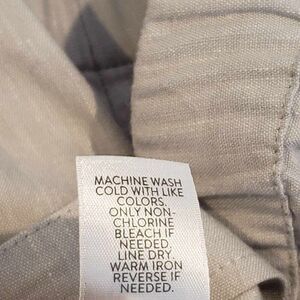 MACHINE WASH
COLD WITH LIKE
COLORS.
ONLY NON-
CHLORINE
BLEACH IF
NEEDED.
LINE DRY.
WARM IRON
REVERSE IF
NEEDED.